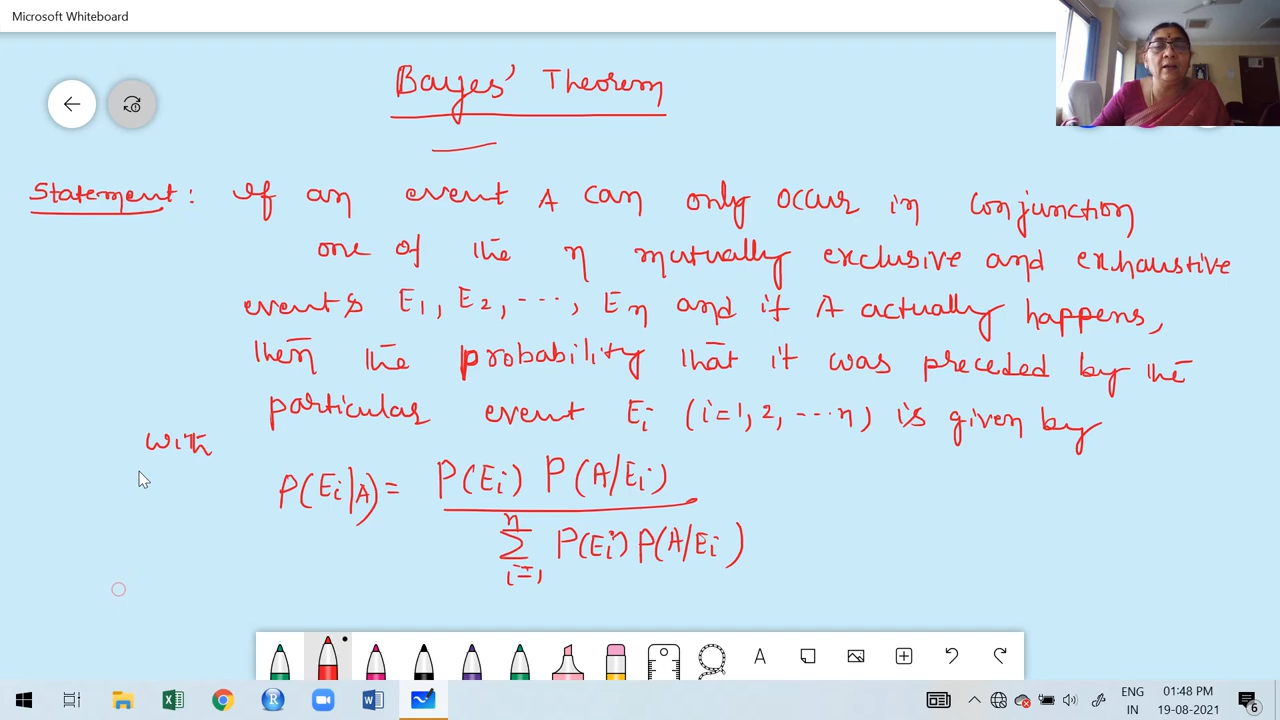 Microsoft Whiteboard
Bayes' Theorem
Statement: If an event A can only occur in conjunction
one of the n mutually exclusive and exhaustive
events E1, E2, ..., En and if A actually happens,
then the probability that it was preceded by the
particular event Ei (i=1, 2, ...n) is given by
with
P(Ei|A) = P(Ei) P(A/Ei)
n
∑ P(Ei) P(A/Ei)
i=1
A
ENG
IN
01:48 PM
19-08-2021
6